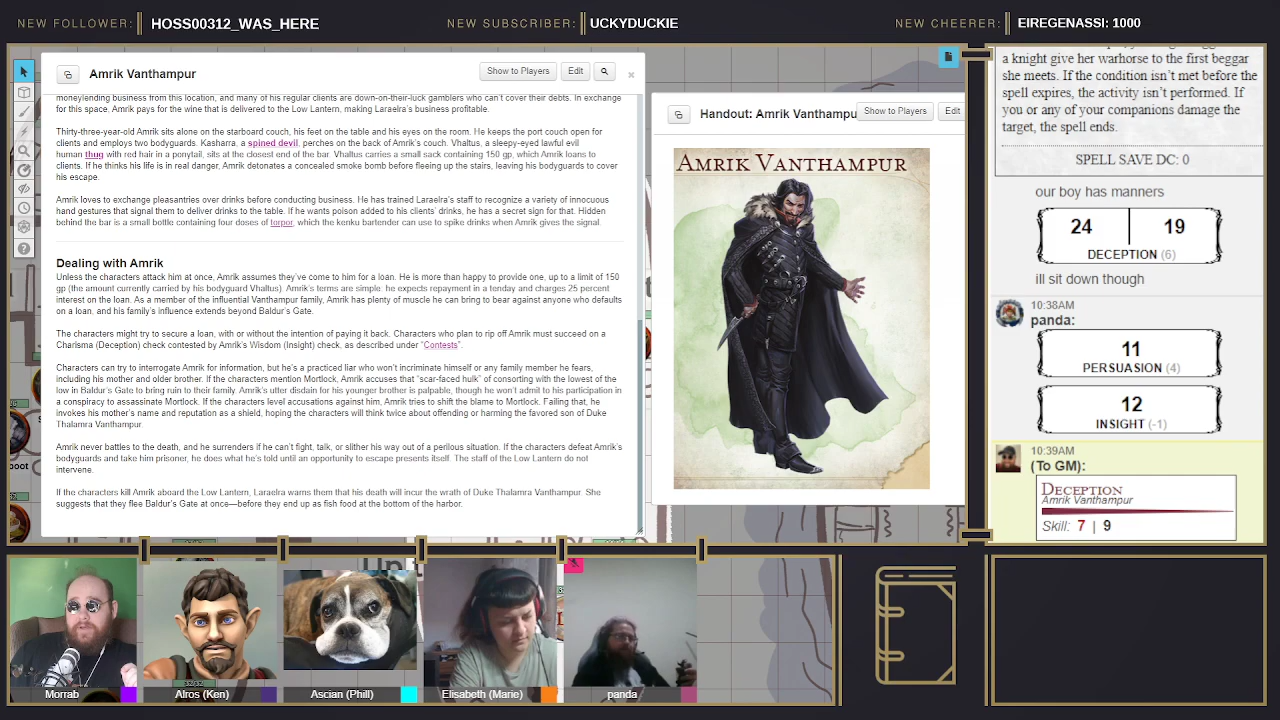 NEW FOLLOWER: HOSS00312_WAS_HERE
NEW SUBSCRIBER: UCKYDUCKIE
NEW CHEERER: EIREGENASSI: 1000
Amrik Vanthampur
Show to Players
Edit
moneylending business from this location, and many of his regular clients are down-on-their-luck gamblers who can't cover their debts. In exchange
for this space, Amrik pays for the wine that is delivered to the Low Lantern, making Laraelra's business profitable.
Thirty-three-year-old Amrik sits alone on the starboard couch, his feet on the table and his eyes on the room. He keeps the port couch open for
clients and employs two bodyguards. Kasharra, a spined devil, perches on the back of Amrik's couch. Vhaltus, a sleepy-eyed lawful evil
human thug with red hair in a ponytail, sits at the closest end of the bar. Vhaltus carries a small sack containing 150 gp, which Amrik loans to
clients. If he thinks his life is in real danger, Amrik detonates a concealed smoke bomb before fleeing up the stairs, leaving his bodyguards to cover
his escape.
Amrik loves to exchange pleasantries over drinks before conducting business. He has trained Laraelra's staff to recognize a variety of innocuous
hand gestures that signal them to deliver drinks to the table. If he wants poison added to his clients' drinks, he has a secret sign for that. Hidden
behind the bar is a small bottle containing four doses of torpor, which the kenku bartender can use to spike drinks when Amrik gives the signal.
Dealing with Amrik
Unless the characters attack him at once, Amrik assumes they've come to him for a loan. He is more than happy to provide one, up to a limit of 150
gp (the amount currently carried by his bodyguard Vhaltus). Amrik's terms are simple: he expects repayment in a tenday and charges 25 percent
interest on the loan. As a member of the influential Vanthampur family, Amrik has plenty of muscle he can bring to bear against anyone who defaults
on a loan, and his family's influence extends beyond Baldur's Gate.
The characters might try to secure a loan, with or without the intention of paying it back. Characters who plan to rip off Amrik must succeed on a
Charisma (Deception) check contested by Amrik's Wisdom (Insight) check, as described under "Contests".
Characters can try to interrogate Amrik for information, but he's a practiced liar who won't incriminate himself or any family member he fears,
including his mother and older brother. If the characters mention Mortlock, Amrik accuses that "scar-faced hulk" of consorting with the lowest of the
low in Baldur's Gate to bring ruin to their family. Amrik's utter disdain for his younger brother is palpable, though he won't admit to his participation in
a conspiracy to assassinate Mortlock. If the characters level accusations against him, Amrik tries to shift the blame to Mortlock. Failing that, he
invokes his mother's name and reputation as a shield, hoping the characters will think twice about offending or harming the favored son of Duke
Thalamra Vanthampur.
Amrik never battles to the death, and he surrenders if he can't fight, talk, or slither his way out of a perilous situation. If the characters defeat Amrik's
bodyguards and take him prisoner, he does what he's told until an opportunity to escape presents itself. The staff of the Low Lantern do not
intervene.
If the characters kill Amrik aboard the Low Lantern, Laraelra warns them that his death will incur the wrath of Duke Thalamra Vanthampur. She
suggests that they flee Baldur's Gate at once—before they end up as fish food at the bottom of the harbor.
Handout: Amrik Vanthampu
Show to Players
Edit
AMRIK VANTHAMPUR
a knight give her warhorse to the first beggar
she meets. If the condition isn't met before the
spell expires, the activity isn't performed. If
you or any of your companions damage the
target, the spell ends.
SPELL SAVE DC: 0
our boy has manners
24 19
DECEPTION (6)
ill sit down though
10:38AM
panda:
11
PERSUASION (4)
12
INSIGHT (-1)
10:39AM
(To GM):
DECEPTION
Amrik Vanthampur
Skill: 7 | 9
Morrab
Alros (Ken)
Ascian (Phill)
Elisabeth (Marie)
panda